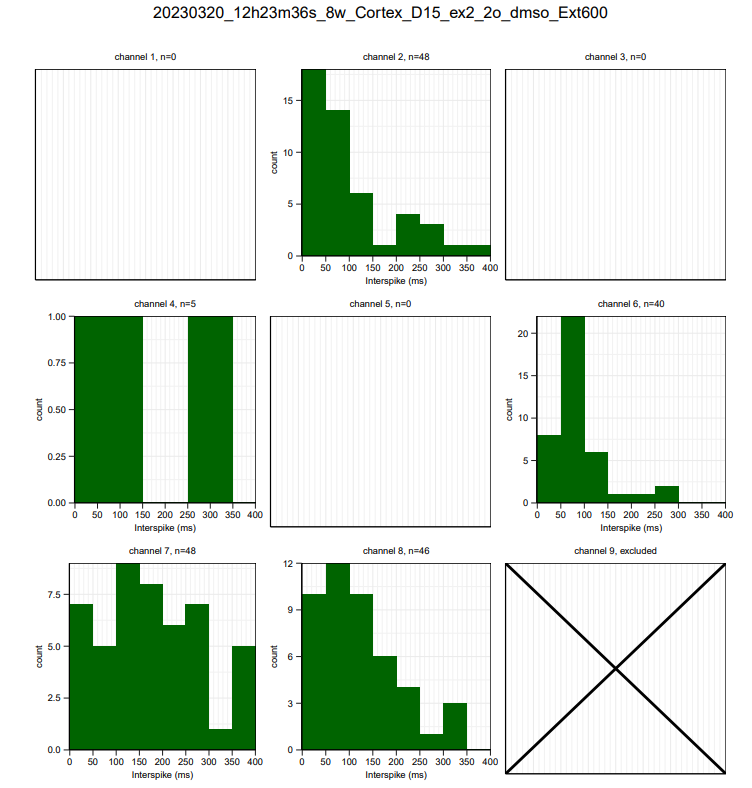 20230320_12h23m36s_8w_Cortex_D15_ex2_2o_dmso_Ext600
channel 1, n=0
channel 2, n=48
channel 3, n=0
count
15
10
5
0
0 50 100 150 200 250 300 350 400
Interspike (ms)
channel 4, n=5
channel 5, n=0
channel 6, n=40
count
1.00
0.75
0.50
0.25
0.00
0 50 100 150 200 250 300 350 400
Interspike (ms)
count
20
15
10
5
0
0 50 100 150 200 250 300 350 400
Interspike (ms)
channel 7, n=48
channel 8, n=46
channel 9, excluded
count
7.5
5.0
2.5
0.0
0 50 100 150 200 250 300 350 400
Interspike (ms)
count
12
9
6
3
0
0 50 100 150 200 250 300 350 400
Interspike (ms)